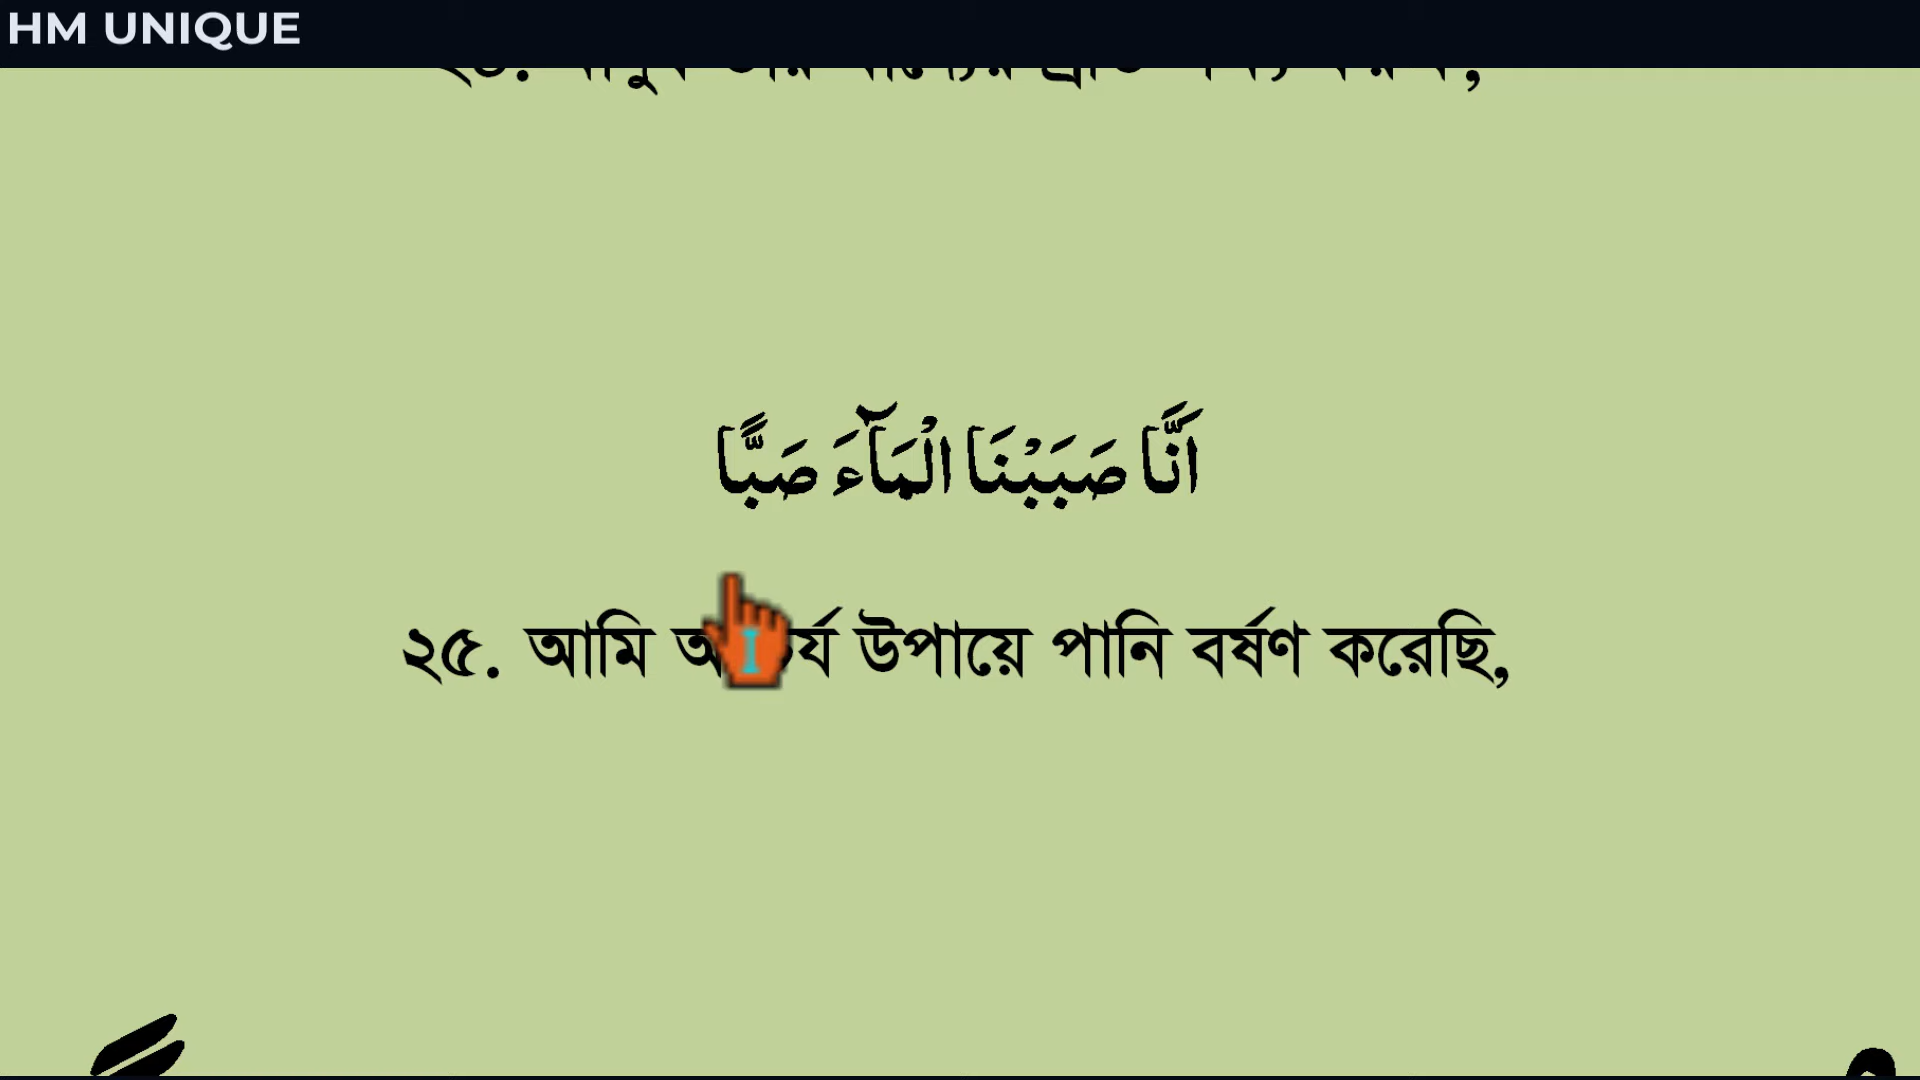 HM UNIQUE
اَنَّا صَبَبْنَا الْمَآءَ صَبًّا
২৫. আমি উপায়ে পানি বর্ষণ করেছি,